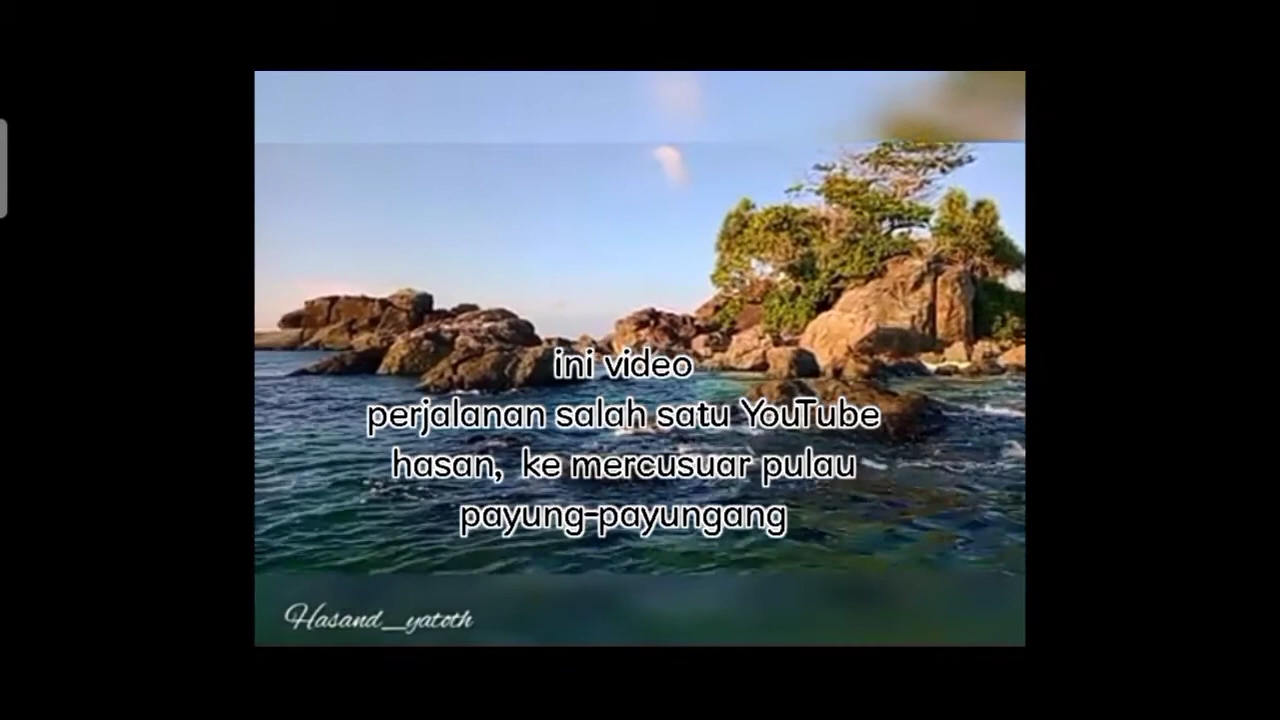 ini video
perjalanan salah satu YouTube
hasan, ke mercusuar pulau
payung-payungang
Hasand_yatoth